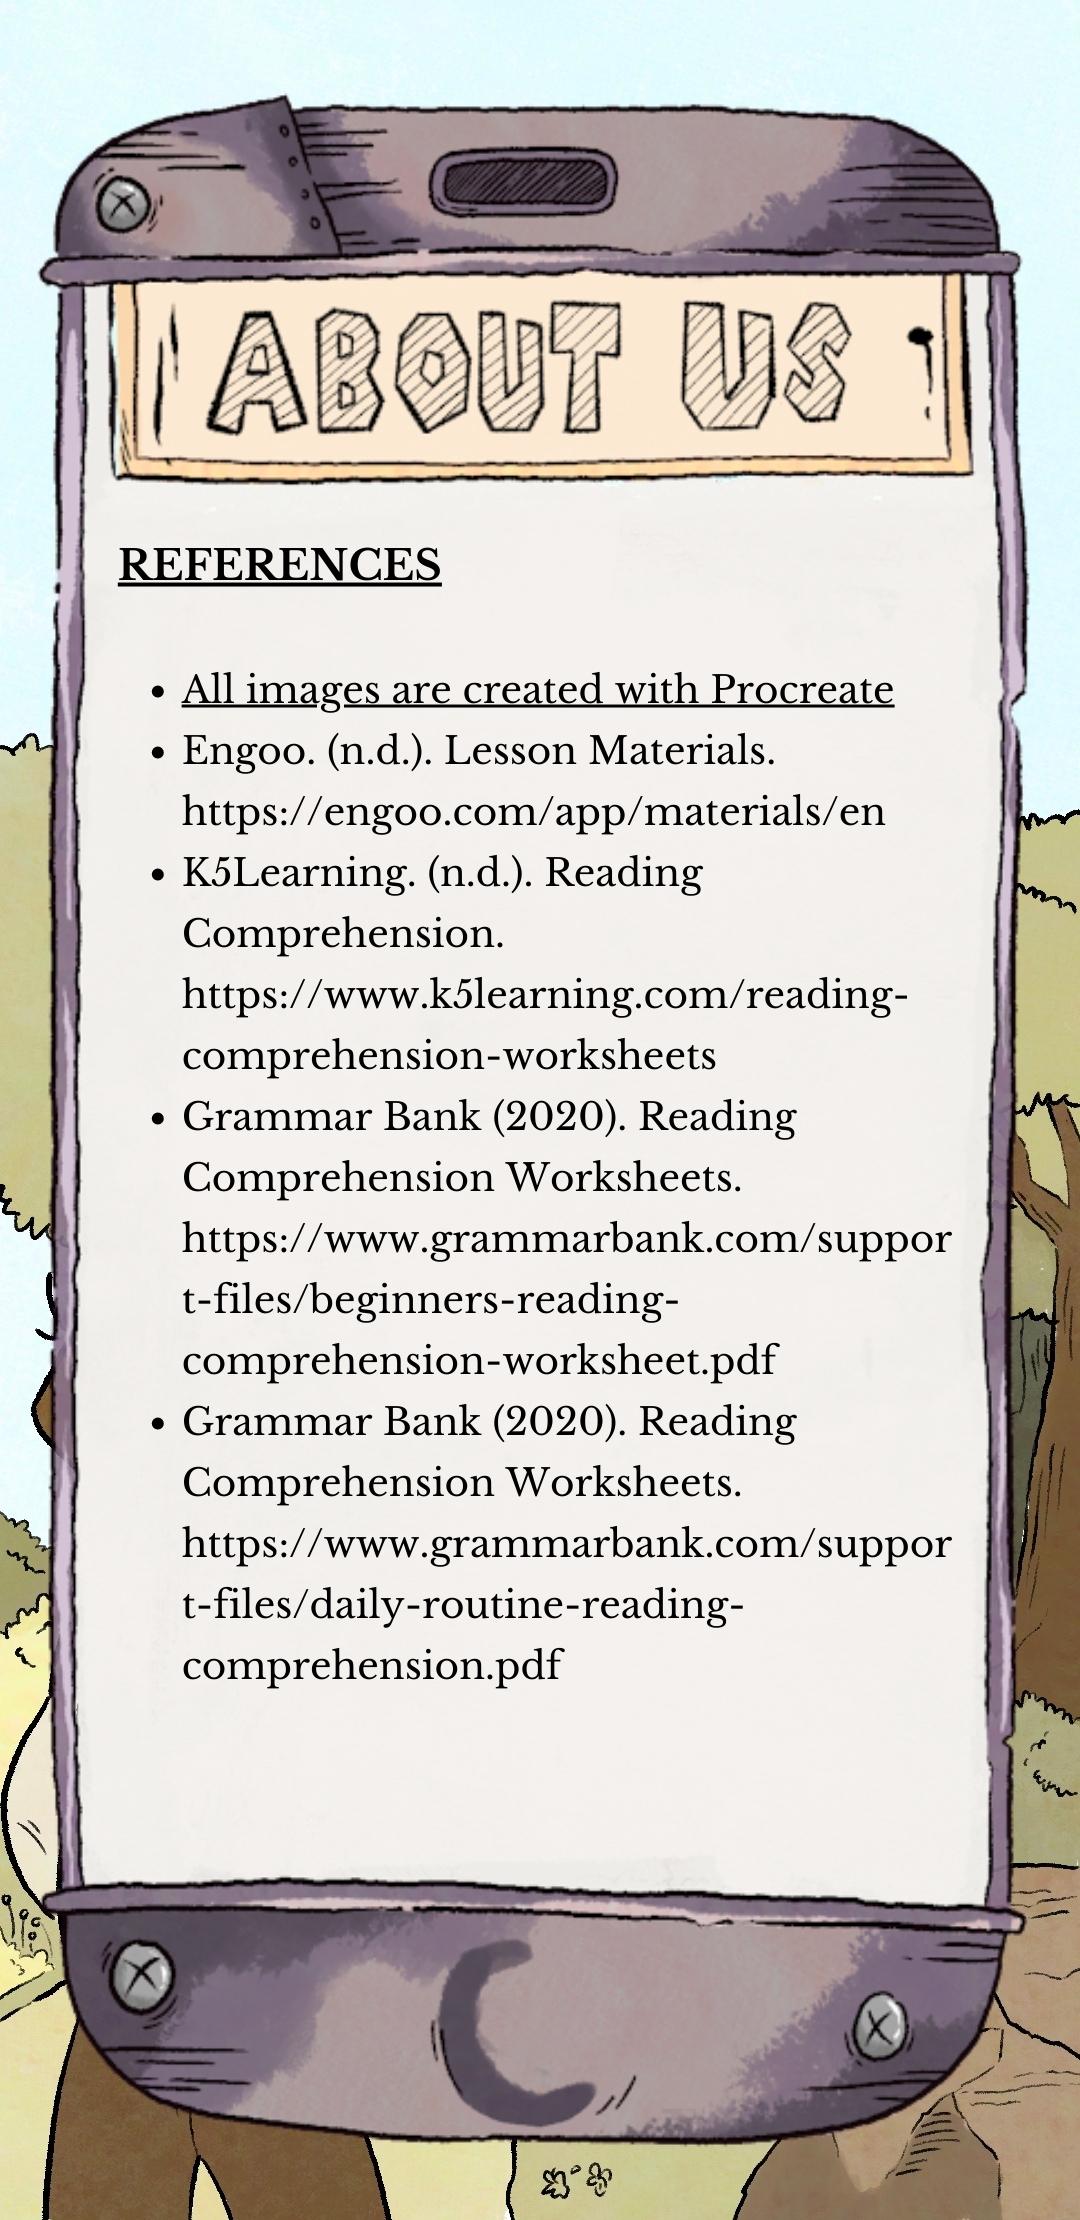 ABOUT US
REFERENCES
• All images are created with Procreate
• Engoo. (n.d.). Lesson Materials.
https://engoo.com/app/materials/en
• K5Learning. (n.d.). Reading
Comprehension.
https://www.k5learning.com/reading-
comprehension-worksheets
• Grammar Bank (2020). Reading
Comprehension Worksheets.
https://www.grammarbank.com/suppor
t-files/beginners-reading-
comprehension-worksheet.pdf
• Grammar Bank (2020). Reading
Comprehension Worksheets.
https://www.grammarbank.com/suppor
t-files/daily-routine-reading-
comprehension.pdf